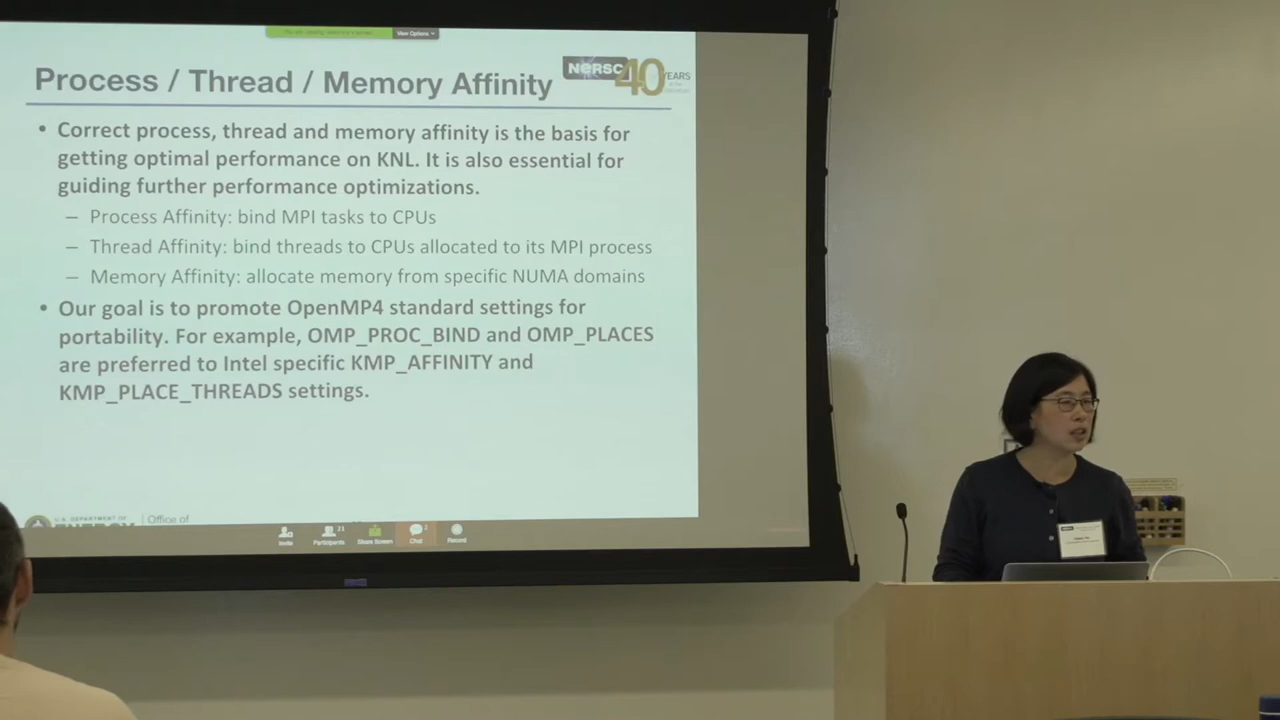 View Options
Process / Thread / Memory Affinity
NERSC 40 YEARS
• Correct process, thread and memory affinity is the basis for
getting optimal performance on KNL. It is also essential for
guiding further performance optimizations.
– Process Affinity: bind MPI tasks to CPUs
– Thread Affinity: bind threads to CPUs allocated to its MPI process
– Memory Affinity: allocate memory from specific NUMA domains
• Our goal is to promote OpenMP4 standard settings for
portability. For example, OMP_PROC_BIND and OMP_PLACES
are preferred to Intel specific KMP_AFFINITY and
KMP_PLACE_THREADS settings.
U.S. DEPARTMENT OF
ENERGY Office of
21
2
Invite Participants Share Screen Chat Record